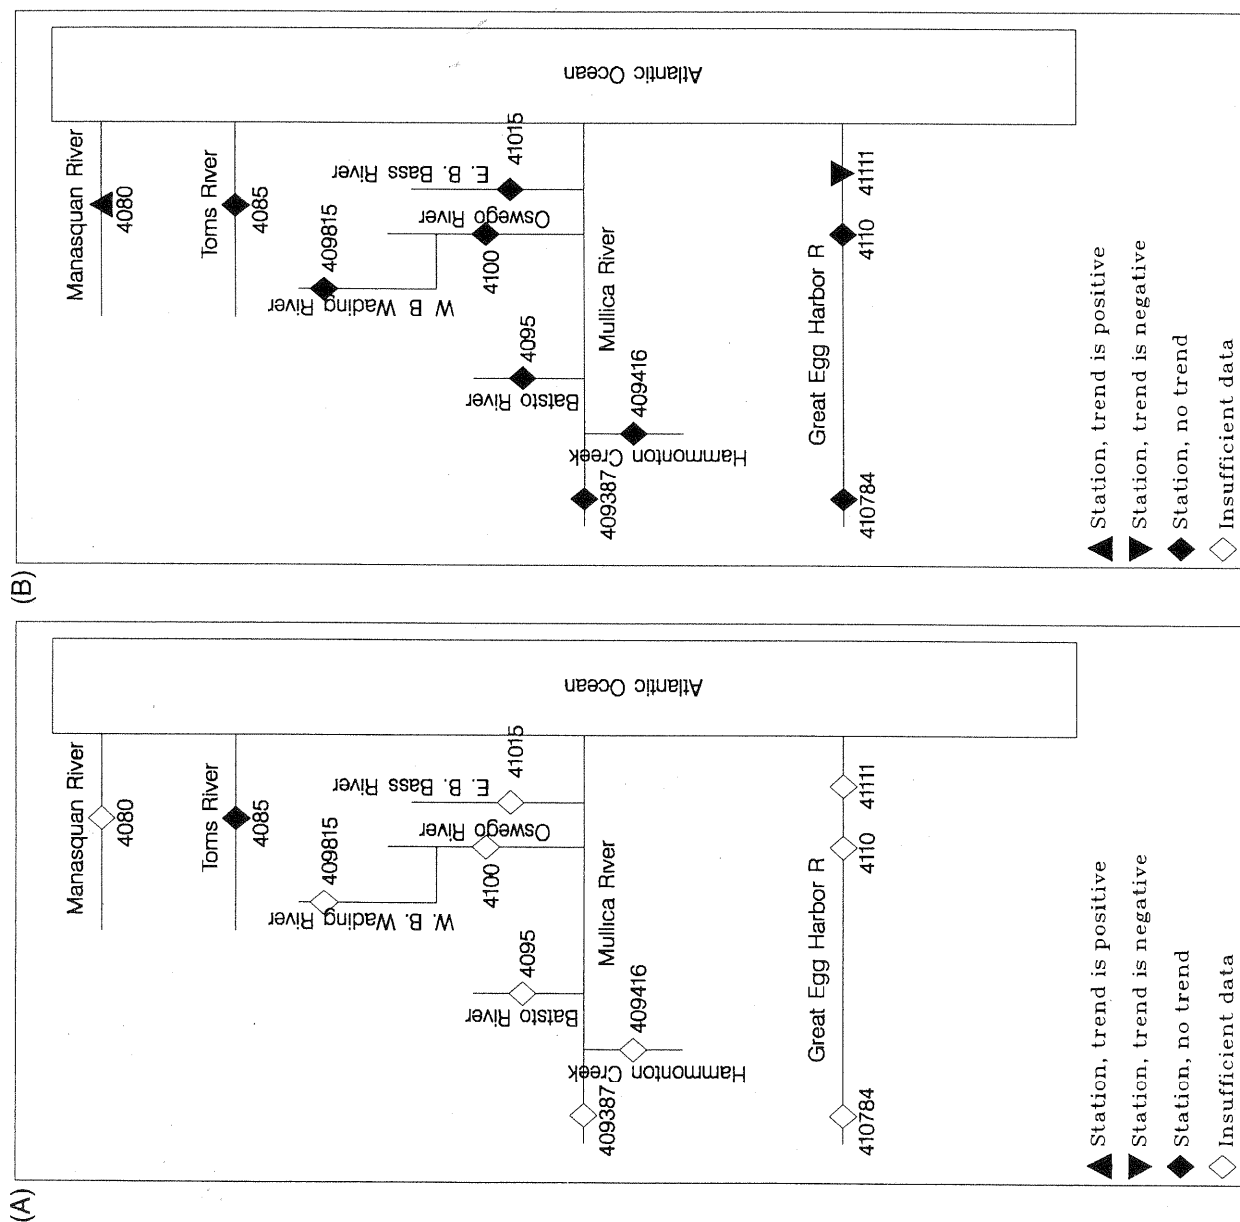 (A)
Manasquan River
4080
Toms River
4085
W. B. Wading River
409815
Oswego River
4100
E. B. Bass River
41015
Batsto River
4095
Mullica River
Hammonton Creek
409416
409387
Great Egg Harbor R
410784
4110
41111
Atlantic Ocean
Station, trend is positive
Station, trend is negative
Station, no trend
Insufficient data
(B)
Manasquan River
4080
Toms River
4085
W B Wading River
409815
Oswego River
4100
E. B. Bass River
41015
Batsto River
4095
Mullica River
Hammonton Creek
409416
409387
Great Egg Harbor R
410784
4110
41111
Atlantic Ocean
Station, trend is positive
Station, trend is negative
Station, no trend
Insufficient data